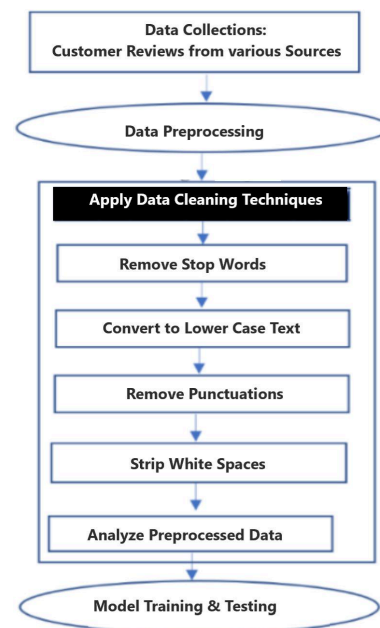 Data Collections:
Customer Reviews from various Sources
Data Preprocessing
Apply Data Cleaning Techniques
Remove Stop Words
Convert to Lower Case Text
Remove Punctuations
Strip White Spaces
Analyze Preprocessed Data
Model Training & Testing